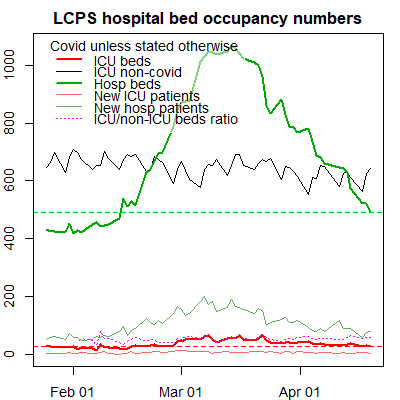 LCPS hospital bed occupancy numbers
Covid unless stated otherwise
ICU beds
ICU non-covid
Hosp beds
New ICU patients
New hosp patients
ICU/non-ICU beds ratio
1000
800
600
400
200
0
Feb 01
Mar 01
Apr 01